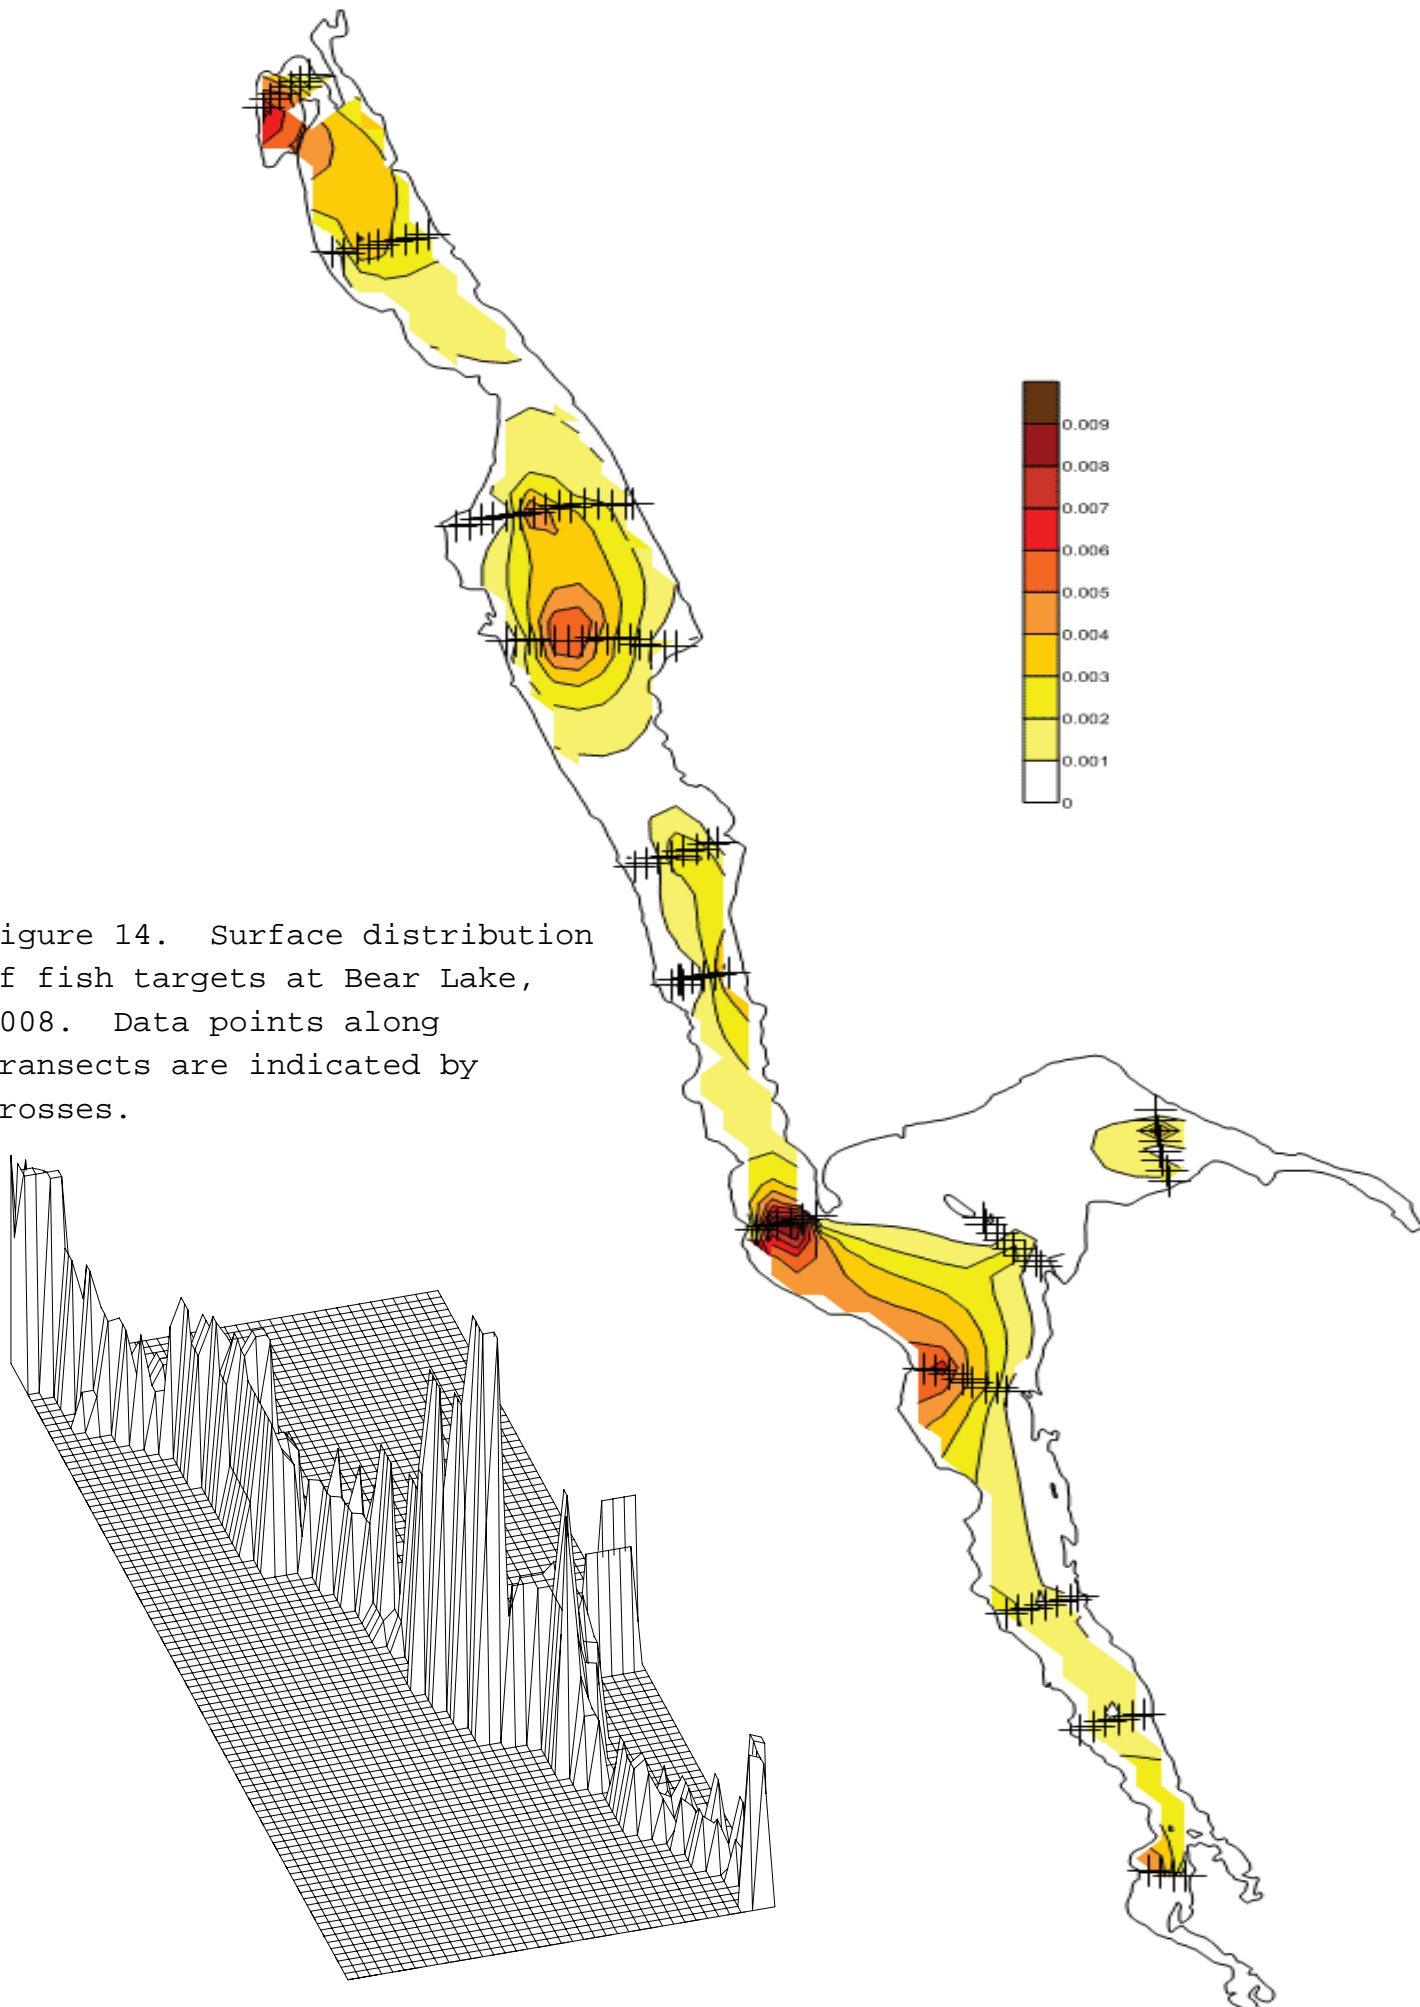 0.009
0.008
0.007
0.006
0.005
0.004
0.003
0.002
0.001
0
igure 14. Surface distribution
f fish targets at Bear Lake,
008. Data points along
ransects are indicated by
rosses.